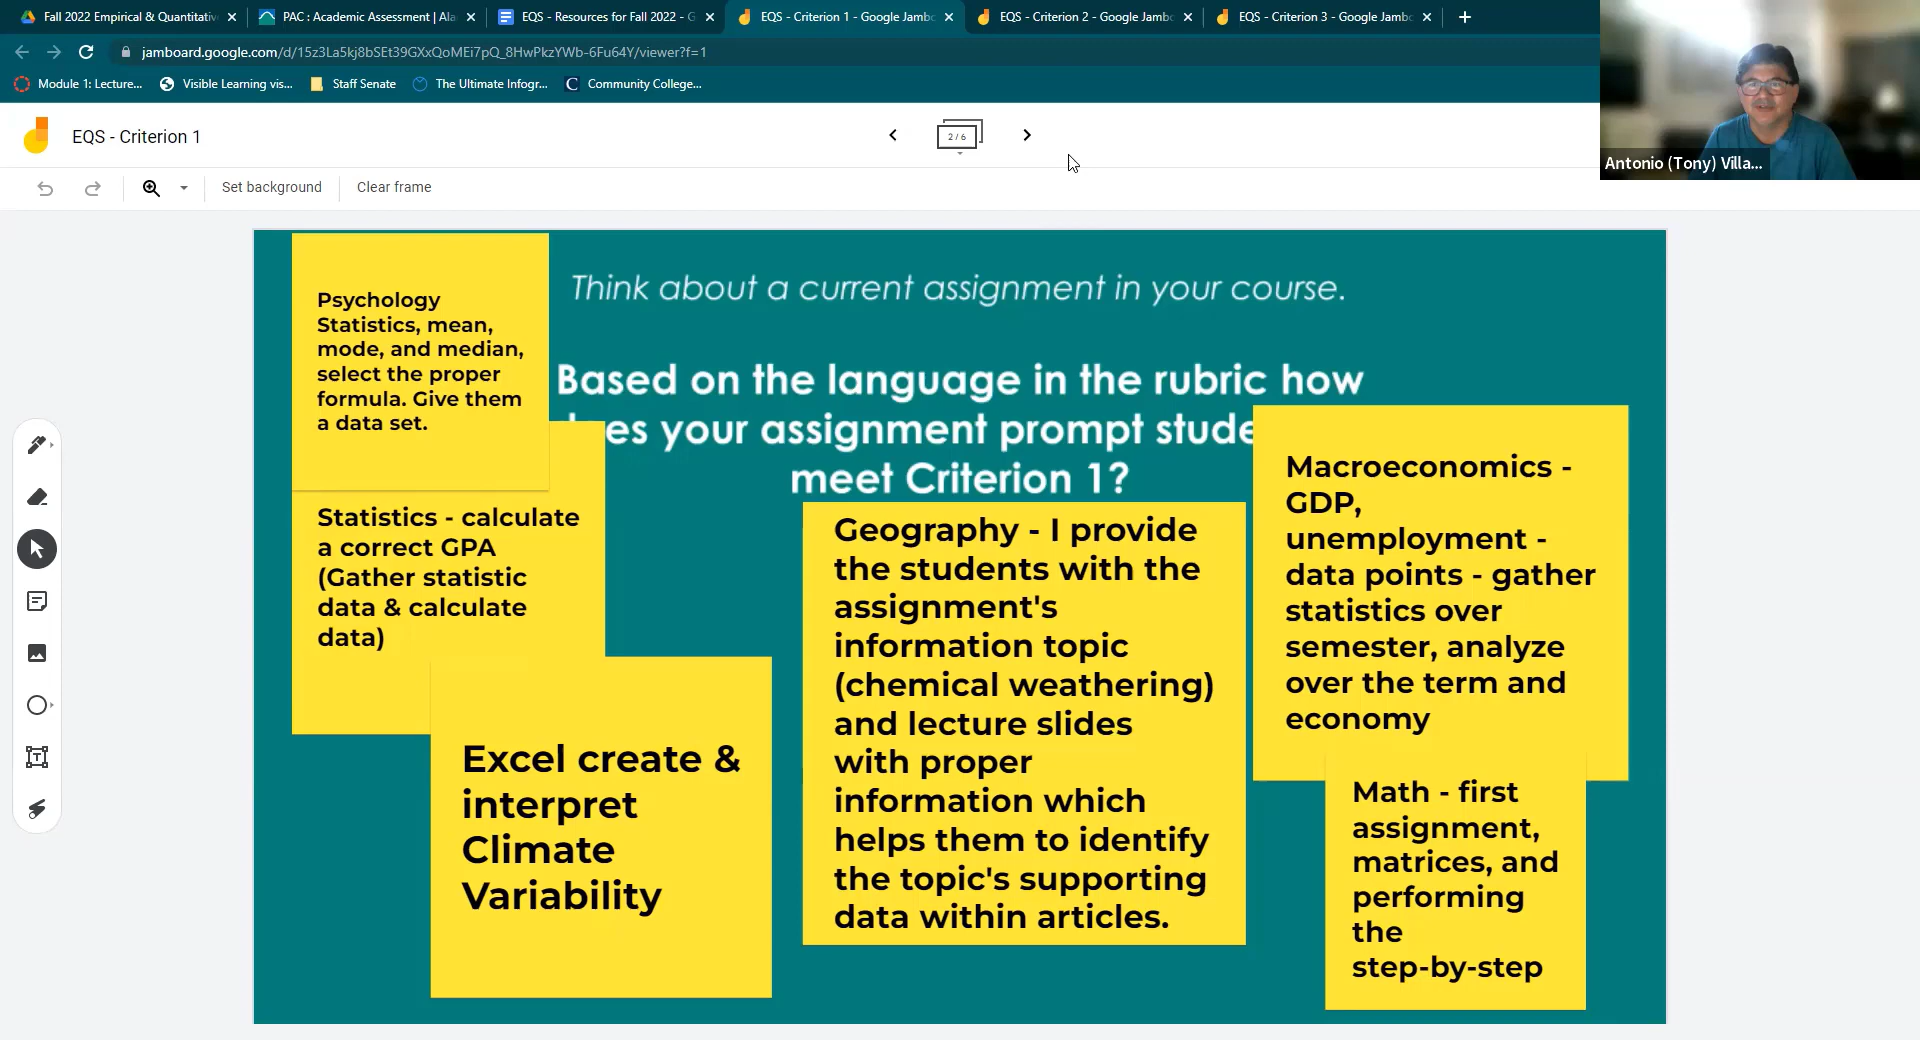 Fall 2022 Empirical & Quantitativ
PAC : Academic Assessment | Ala
EQS - Resources for Fall 2022 - G
EQS - Criterion 1 - Google Jambo
EQS - Criterion 2 - Google Jambo
EQS - Criterion 3 - Google Jambo
jamboard.google.com/d/15z3La5kj8bSEt39GXxQoMEi7pQ_8HwPkzYWb-6Fu64Y/viewer?f=1
Module 1: Lecture...
Visible Learning vis...
Staff Senate
The Ultimate Infogr...
Community College...
EQS - Criterion 1
2 / 6
Antonio (Tony) Villa...
Set background
Clear frame
Think about a current assignment in your course.
Based on the language in the rubric how
es your assignment prompt stude
meet Criterion 1?
Psychology
Statistics, mean,
mode, and median,
select the proper
formula. Give them
a data set.
Statistics - calculate
a correct GPA
(Gather statistic
data & calculate
data)
Excel create &
interpret
Climate
Variability
Geography - I provide
the students with the
assignment's
information topic
(chemical weathering)
and lecture slides
with proper
information which
helps them to identify
the topic's supporting
data within articles.
Macroeconomics -
GDP,
unemployment -
data points - gather
statistics over
semester, analyze
over the term and
economy
Math - first
assignment,
matrices, and
performing
the
step-by-step